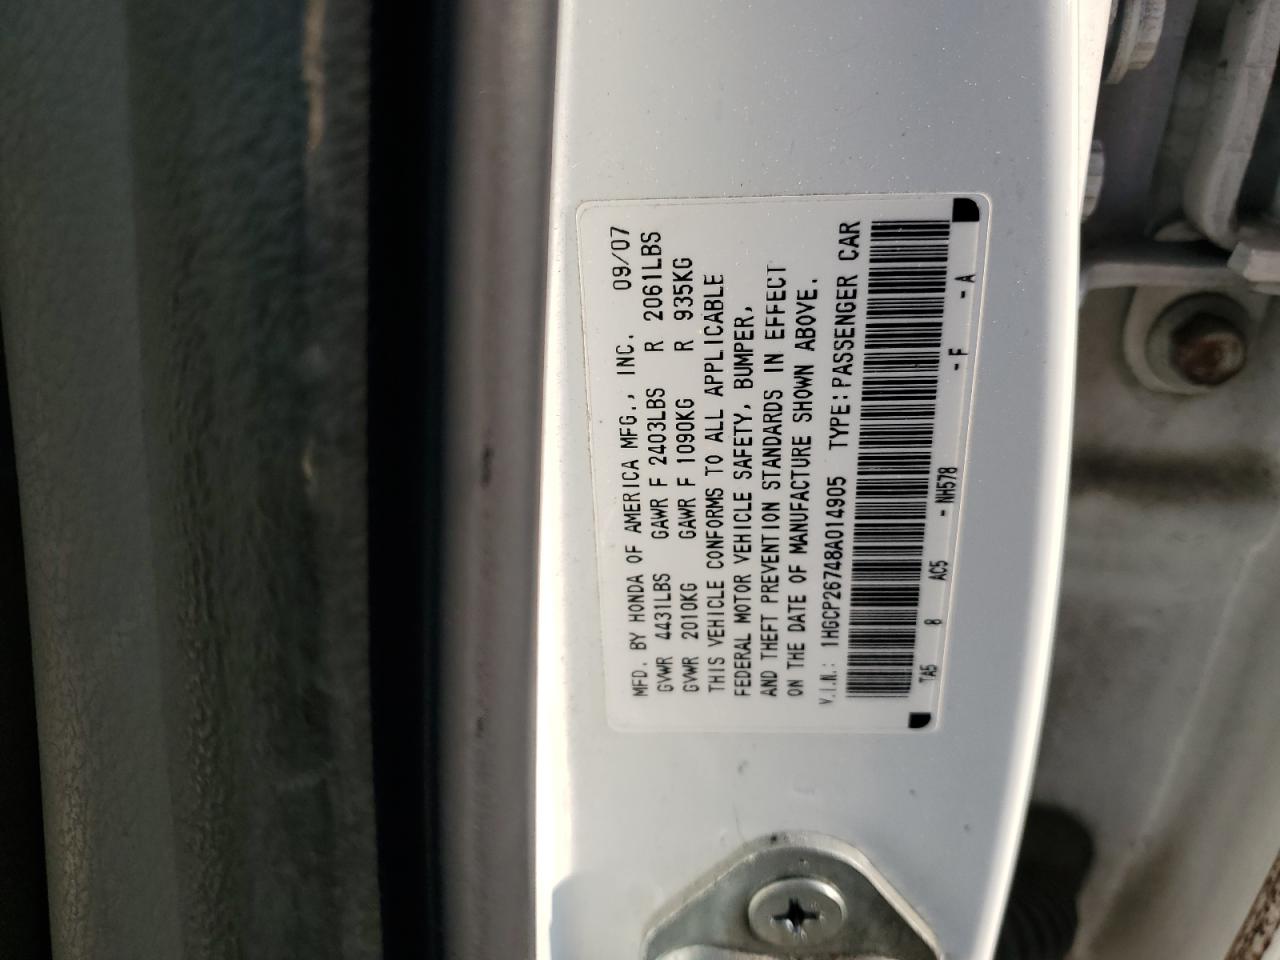 MFD. BY HONDA OF AMERICA MFG., INC. 09/07
GVWR 4431LBS GAWR F 2403LBS R 2061LBS
GVWR 2010KG GAWR F 1090KG R 935KG
THIS VEHICLE CONFORMS TO ALL APPLICABLE
FEDERAL MOTOR VEHICLE SAFETY, BUMPER,
AND THEFT PREVENTION STANDARDS IN EFFECT
ON THE DATE OF MANUFACTURE SHOWN ABOVE.
V.I.N.: 1HGCP26748A014905 TYPE: PASSENGER CAR
TA5 8 AC5 - NH578 - F - A